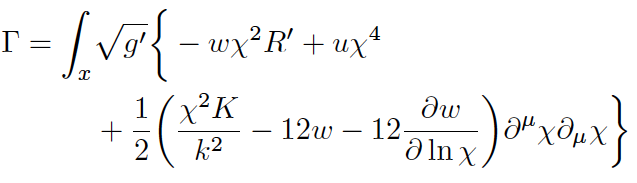 Γ = ∫_x √g′ { − wχ²R′ + uχ⁴
+ 1/2 ( χ²K/k² − 12w − 12 ∂w/∂ ln χ ) ∂^μ χ ∂_μ χ }